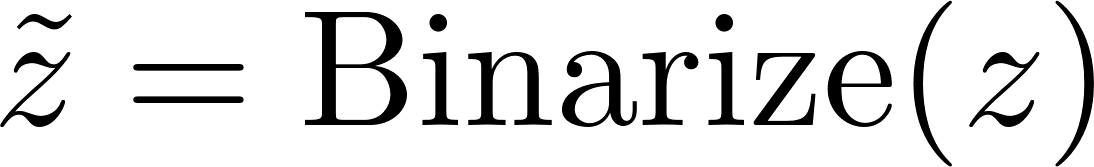 z̃ = Binarize(z)